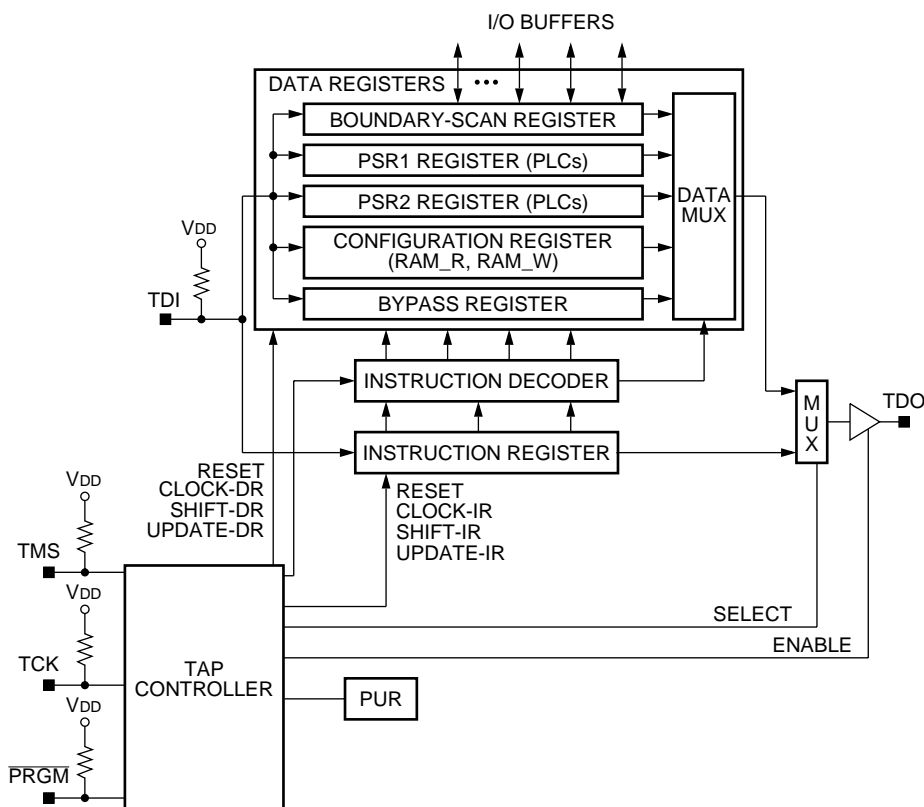 I/O BUFFERS
DATA REGISTERS
•••
BOUNDARY-SCAN REGISTER
PSR1 REGISTER (PLCs)
PSR2 REGISTER (PLCs)
CONFIGURATION REGISTER
(RAM_R, RAM_W)
BYPASS REGISTER
DATA
MUX
VDD
TDI
INSTRUCTION DECODER
INSTRUCTION REGISTER
MUX
TDO
RESET
CLOCK-DR
SHIFT-DR
UPDATE-DR
RESET
CLOCK-IR
SHIFT-IR
UPDATE-IR
VDD
TMS
VDD
TCK
VDD
PRGM
TAP
CONTROLLER
SELECT
ENABLE
PUR